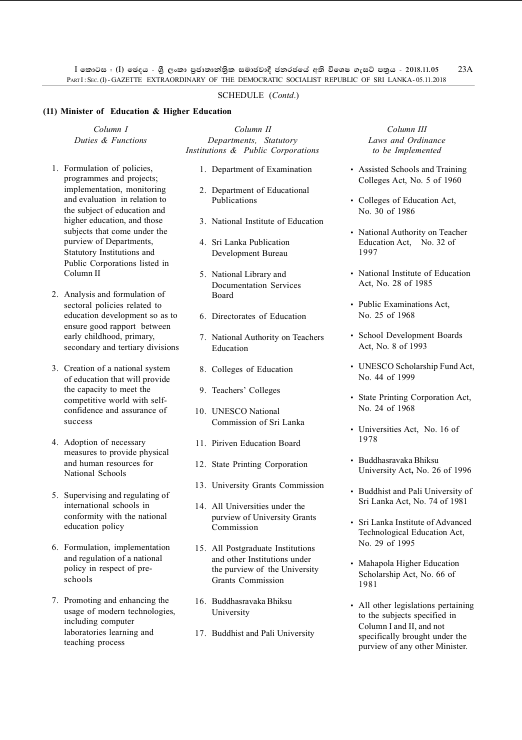 I කොටස - (I) ඡෙදය - ශ්‍රී ලංකා ප්‍රජාතාන්ත්‍රික සමාජවාදී ජනරජයේ අති විශෙෂ ගැසට් පත්‍රය - 2018.11.05 23A
PART I : SEC. (I) - GAZETTE EXTRAORDINARY OF THE DEMOCRATIC SOCIALIST REPUBLIC OF SRI LANKA - 05.11.2018
SCHEDULE (Contd.)
(II) Minister of Education & Higher Education
Column I
Duties & Functions
1. Formulation of policies,
programmes and projects;
implementation, monitoring
and evaluation in relation to
the subject of education and
higher education, and those
subjects that come under the
purview of Departments,
Statutory Institutions and
Public Corporations listed in
Column II
2. Analysis and formulation of
sectoral policies related to
education development so as to
ensure good rapport between
early childhood, primary,
secondary and tertiary divisions
3. Creation of a national system
of education that will provide
the capacity to meet the
competitive world with self-
confidence and assurance of
success
4. Adoption of necessary
measures to provide physical
and human resources for
National Schools
5. Supervising and regulating of
international schools in
conformity with the national
education policy
6. Formulation, implementation
and regulation of a national
policy in respect of pre-
schools
7. Promoting and enhancing the
usage of modern technologies,
including computer
laboratories learning and
teaching process
Column II
Departments, Statutory
Institutions & Public Corporations
1. Department of Examination
2. Department of Educational
Publications
3. National Institute of Education
4. Sri Lanka Publication
Development Bureau
5. National Library and
Documentation Services
Board
6. Directorates of Education
7. National Authority on Teachers
Education
8. Colleges of Education
9. Teachers' Colleges
10. UNESCO National
Commission of Sri Lanka
11. Piriven Education Board
12. State Printing Corporation
13. University Grants Commission
14. All Universities under the
purview of University Grants
Commission
15. All Postgraduate Institutions
and other Institutions under
the purview of the University
Grants Commission
16. Buddhasravaka Bhiksu
University
17. Buddhist and Pali University
Column III
Laws and Ordinance
to be Implemented
• Assisted Schools and Training
Colleges Act, No. 5 of 1960
• Colleges of Education Act,
No. 30 of 1986
• National Authority on Teacher
Education Act, No. 32 of
1997
• National Institute of Education
Act, No. 28 of 1985
• Public Examinations Act,
No. 25 of 1968
• School Development Boards
Act, No. 8 of 1993
• UNESCO Scholarship Fund Act,
No. 44 of 1999
• State Printing Corporation Act,
No. 24 of 1968
• Universities Act, No. 16 of
1978
• Buddhasravaka Bhiksu
University Act, No. 26 of 1996
• Buddhist and Pali University of
Sri Lanka Act, No. 74 of 1981
• Sri Lanka Institute of Advanced
Technological Education Act,
No. 29 of 1995
• Mahapola Higher Education
Scholarship Act, No. 66 of
1981
• All other legislations pertaining
to the subjects specified in
Column I and II, and not
specifically brought under the
purview of any other Minister.